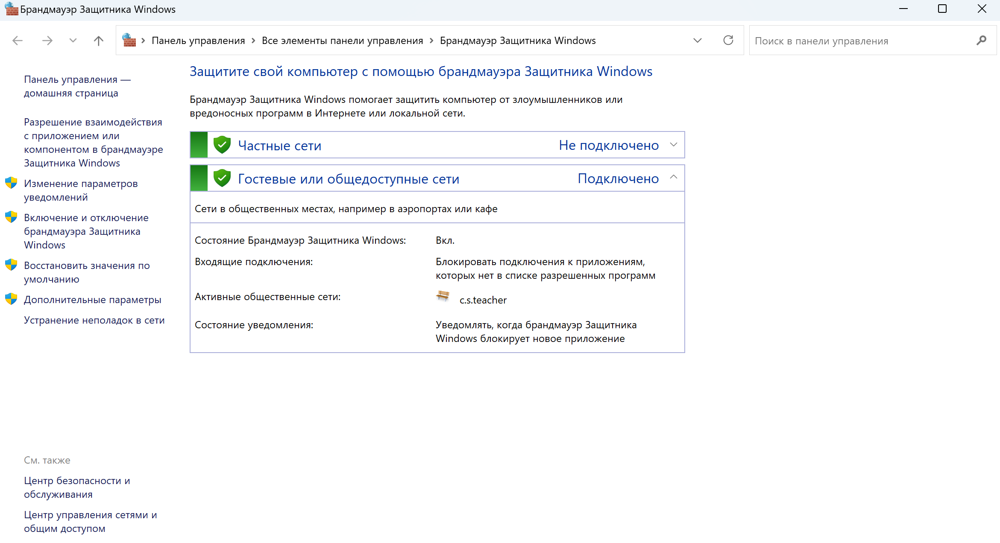 Брандмауэр Защитника Windows
Панель управления
Все элементы панели управления
Брандмауэр Защитника Windows
Поиск в панели управления
Панель управления —
домашняя страница
Разрешение взаимодействия
с приложением или
компонентом в брандмауэре
Защитника Windows
Изменение параметров
уведомлений
Включение и отключение
брандмауэра Защитника
Windows
Восстановить значения по
умолчанию
Дополнительные параметры
Устранение неполадок в сети
Защитите свой компьютер с помощью брандмауэра Защитника Windows
Брандмауэр Защитника Windows помогает защитить компьютер от злоумышленников или
вредоносных программ в Интернете или локальной сети.
Частные сети
Не подключено
Гостевые или общедоступные сети
Подключено
Сети в общественных местах, например в аэропортах или кафе
Состояние Брандмауэр Защитника Windows:
Вкл.
Входящие подключения:
Блокировать подключения к приложениям,
которых нет в списке разрешенных программ
Активные общественные сети:
c.s.teacher
Состояние уведомления:
Уведомлять, когда брандмауэр Защитника
Windows блокирует новое приложение
См. также
Центр безопасности и
обслуживания
Центр управления сетями и
общим доступом